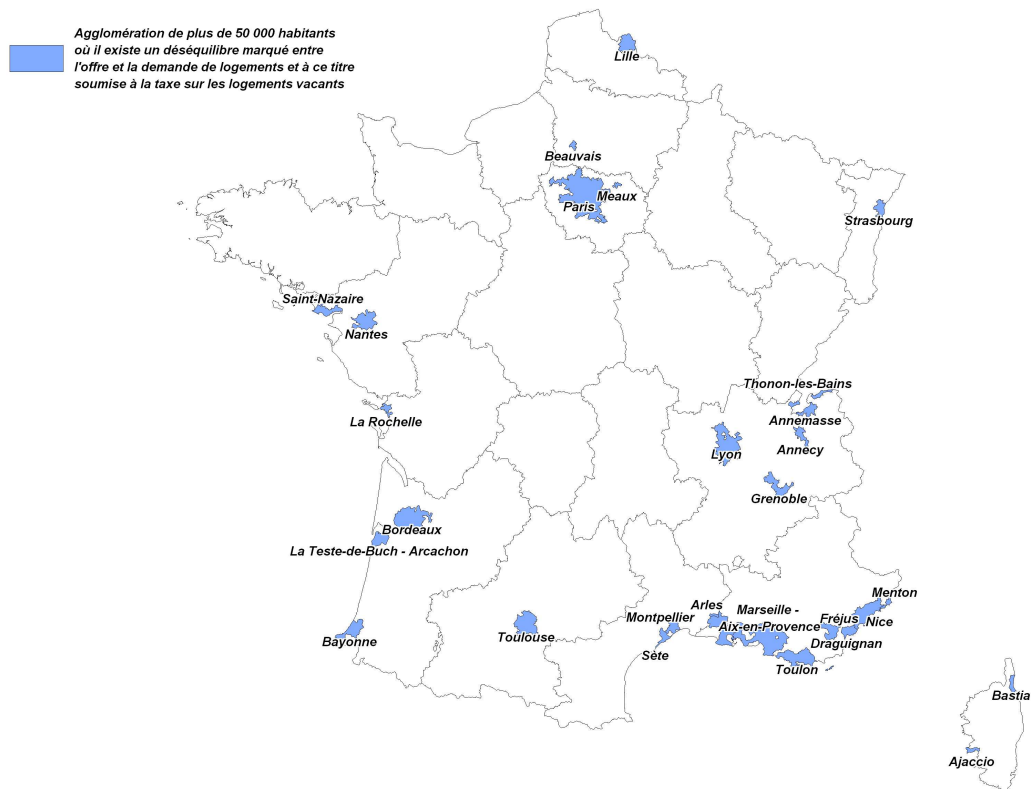 Agglomération de plus de 50 000 habitants
où il existe un déséquilibre marqué entre
l'offre et la demande de logements et à ce titre
soumise à la taxe sur les logements vacants
Lille
Beauvais
Meaux
Paris
Strasbourg
Saint-Nazaire
Nantes
Thonon-les-Bains
La Rochelle
Annemasse
Annecy
Lyon
Grenoble
Bordeaux
La Teste-de-Buch - Arcachon
Menton
Arles
Marseille -
Aix-en-Provence
Montpellier
Fréjus
Nice
Bayonne
Toulouse
Draguignan
Sète
Toulon
Bastia
Ajaccio